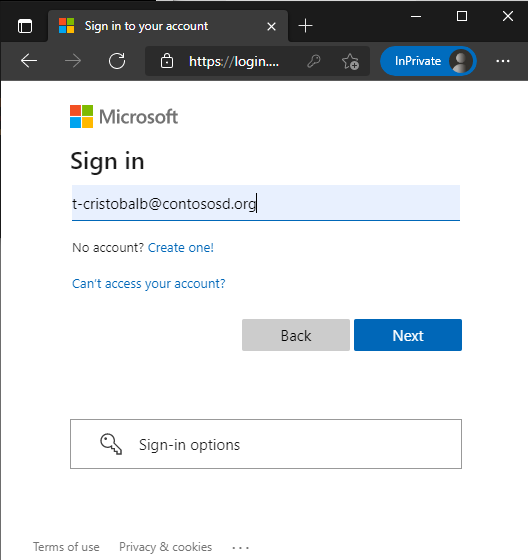 Sign in to your account
https://login....
InPrivate
Microsoft
Sign in
t-cristobalb@contososd.org
No account? Create one!
Can't access your account?
Back
Next
Sign-in options
Terms of use
Privacy & cookies